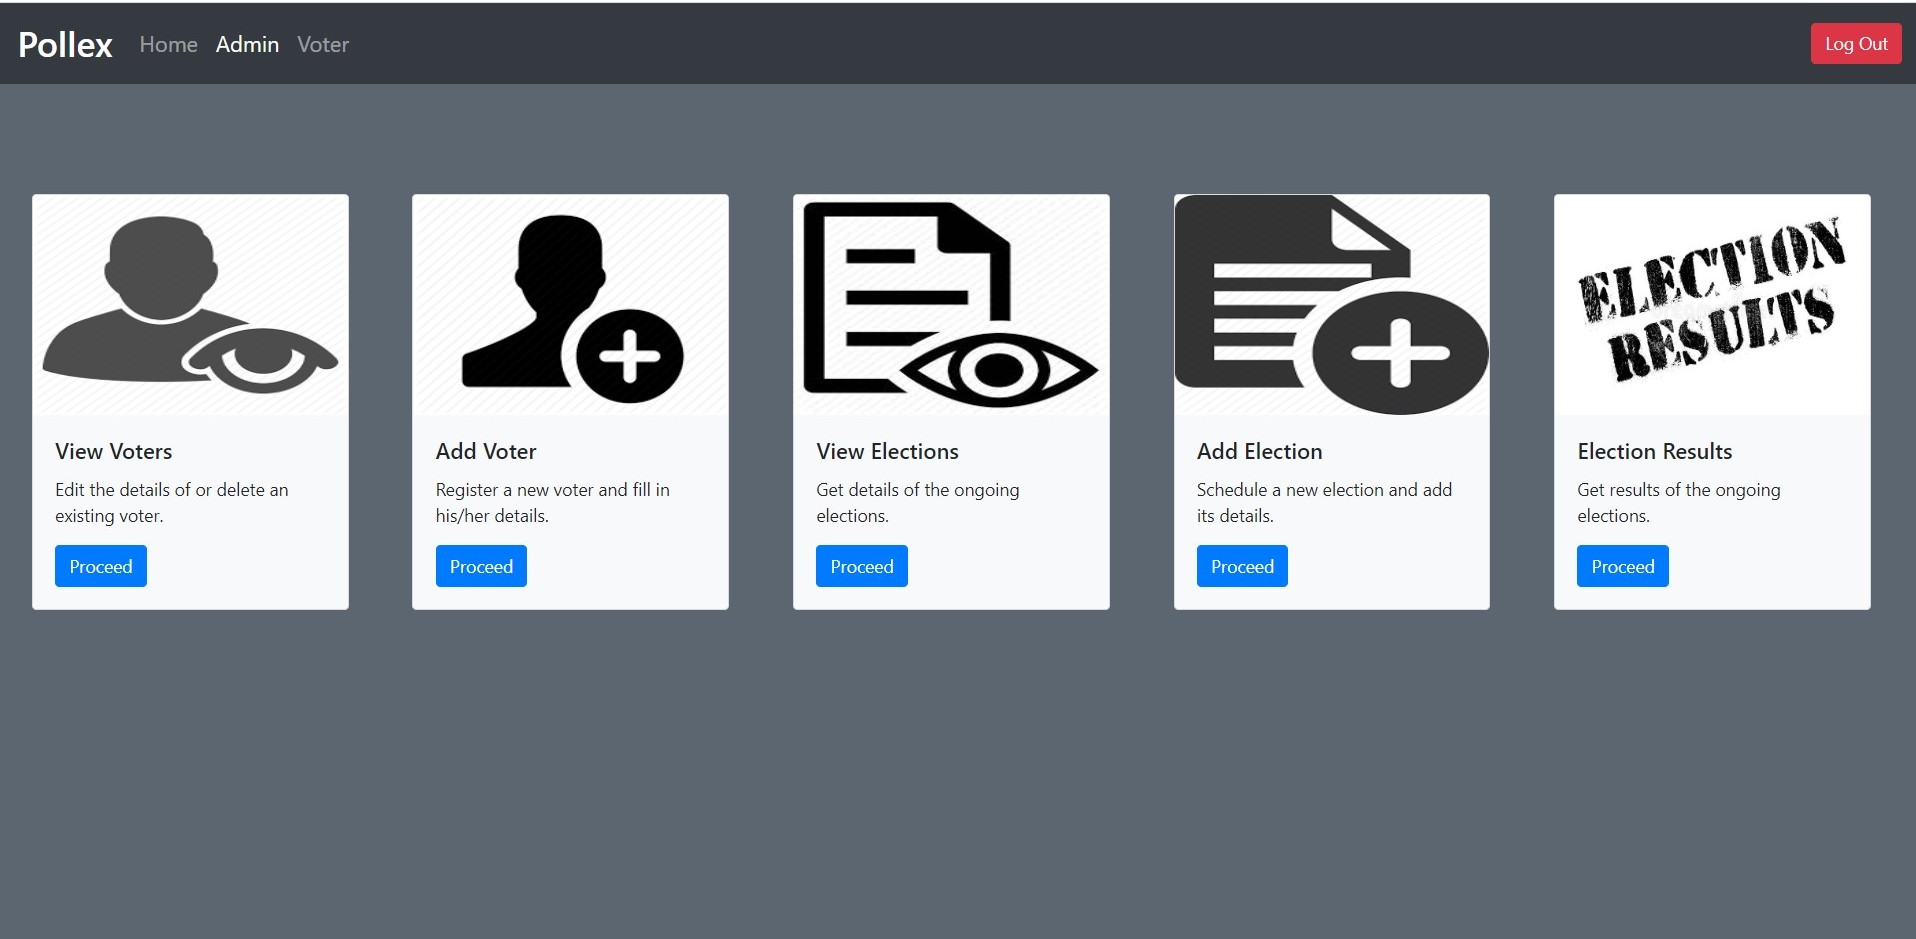 Pollex Home Admin Voter Log Out
ELECTION
RESULTS
View Voters
Edit the details of or delete an
existing voter.
Proceed
Add Voter
Register a new voter and fill in
his/her details.
Proceed
View Elections
Get details of the ongoing
elections.
Proceed
Add Election
Schedule a new election and add
its details.
Proceed
Election Results
Get results of the ongoing
elections.
Proceed